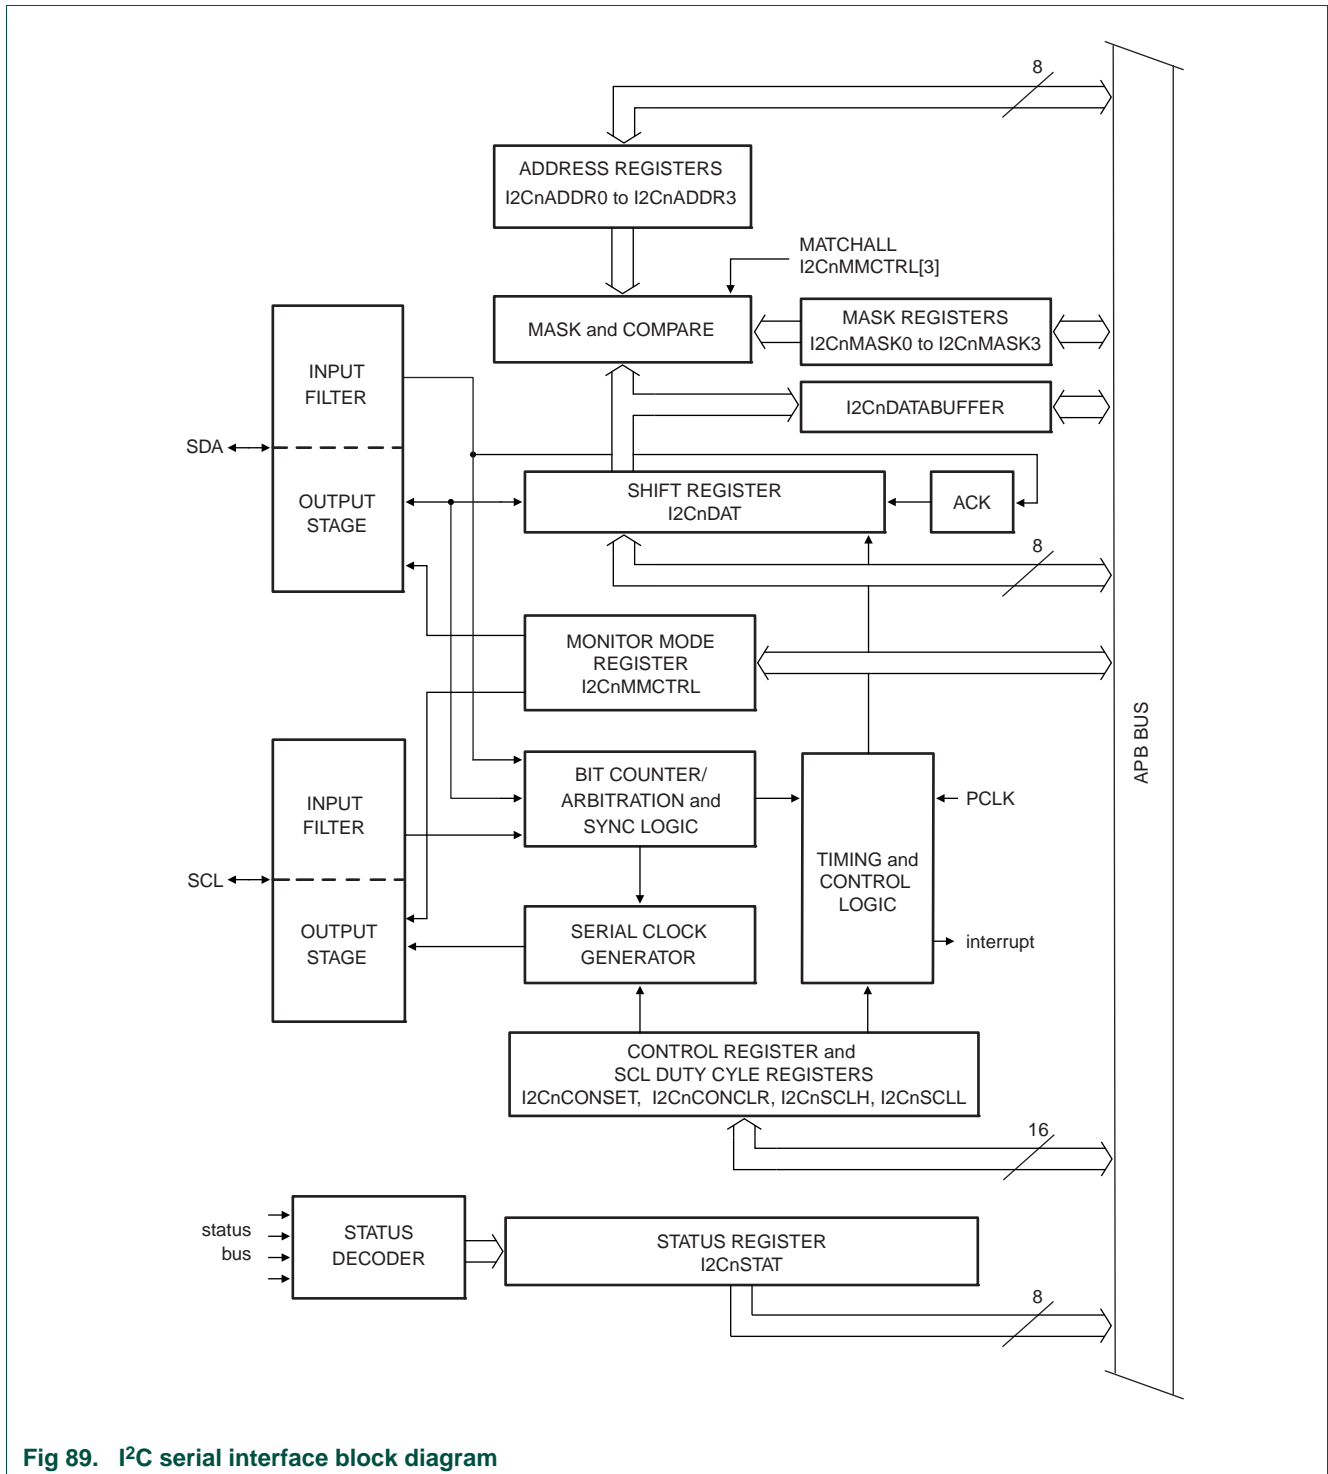 8
ADDRESS REGISTERS
I2CnADDR0 to I2CnADDR3
MATCHALL
I2CnMMCTRL[3]
MASK and COMPARE
MASK REGISTERS
I2CnMASK0 to I2CnMASK3
INPUT
FILTER
I2CnDATABUFFER
SDA
OUTPUT
STAGE
SHIFT REGISTER
I2CnDAT
ACK
8
MONITOR MODE
REGISTER
I2CnMMCTRL
APB BUS
INPUT
FILTER
BIT COUNTER/
ARBITRATION and
SYNC LOGIC
PCLK
TIMING and
CONTROL
LOGIC
SCL
OUTPUT
STAGE
SERIAL CLOCK
GENERATOR
interrupt
CONTROL REGISTER and
SCL DUTY CYLE REGISTERS
I2CnCONSET, I2CnCONCLR, I2CnSCLH, I2CnSCLL
16
status
bus
STATUS
DECODER
STATUS REGISTER
I2CnSTAT
8
Fig 89. I²C serial interface block diagram